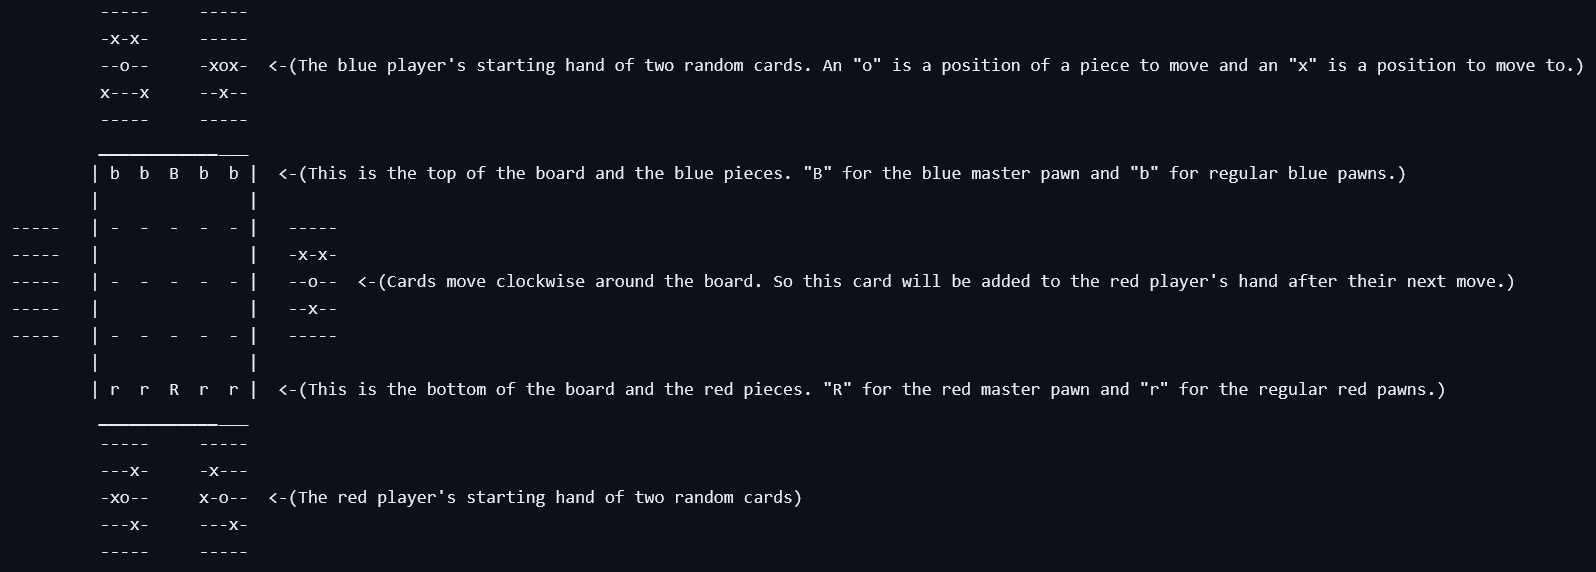 -----     -----
         -x-x-     -----
         --o--     -xox-  <-(The blue player's starting hand of two random cards. An "o" is a position of a piece to move and an "x" is a position to move to.)
         x---x     --x--
         -----     -----
         _______________
        | b  b  B  b  b |  <-(This is the top of the board and the blue pieces. "B" for the blue master pawn and "b" for regular blue pawns.)
        |               |
-----   | -  -  -  -  - |   -----
-----   |               |   -x-x-
-----   | -  -  -  -  - |   --o--  <-(Cards move clockwise around the board. So this card will be added to the red player's hand after their next move.)
-----   |               |   --x--
-----   | -  -  -  -  - |   -----
        |               |
        | r  r  R  r  r |  <-(This is the bottom of the board and the red pieces. "R" for the red master pawn and "r" for the regular red pawns.)
         _______________
         -----     -----
         ---x-     -x---
         -xo--     x-o--  <-(The red player's starting hand of two random cards)
         ---x-     ---x-
         -----     -----